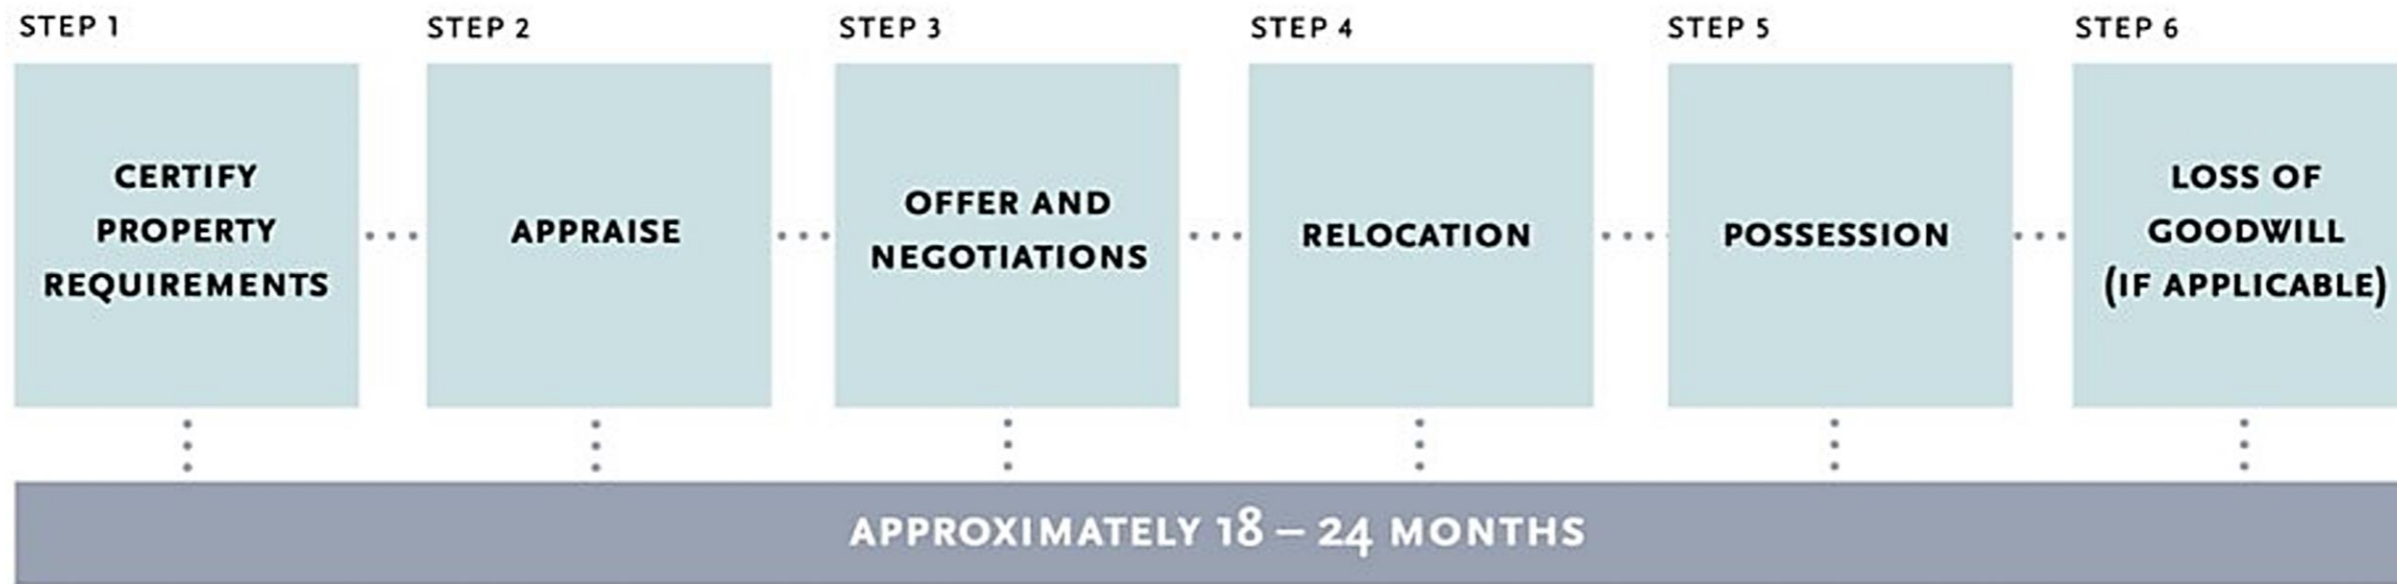 STEP 1
CERTIFY
PROPERTY
REQUIREMENTS
STEP 2
APPRAISE
STEP 3
OFFER AND
NEGOTIATIONS
STEP 4
RELOCATION
STEP 5
POSSESSION
STEP 6
LOSS OF
GOODWILL
(IF APPLICABLE)
APPROXIMATELY 18 – 24 MONTHS